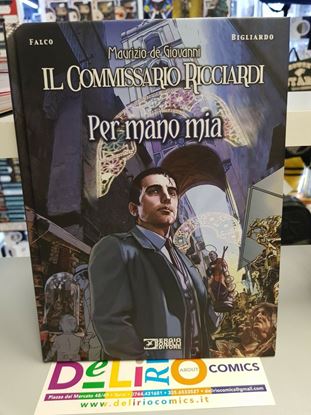 FALCO
BIGLIARDO
Maurizio de Giovanni
IL COMMISSARIO RICCIARDI
Per mano mia
SERGIO
BONELLI
EDITORE
DELIRIO
ABOUT
COMICS
www.deliriocomics.it